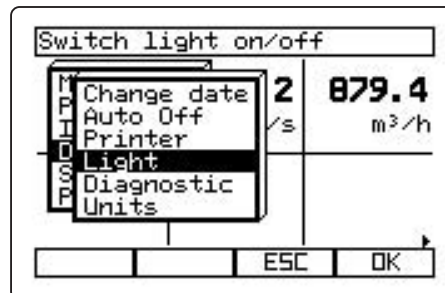 Switch light on/off
M
P
I
D
S
P
Change date
Auto Off
Printer
Light
Diagnostic
Units
2
/s
879.4
m³/h
ESC OK